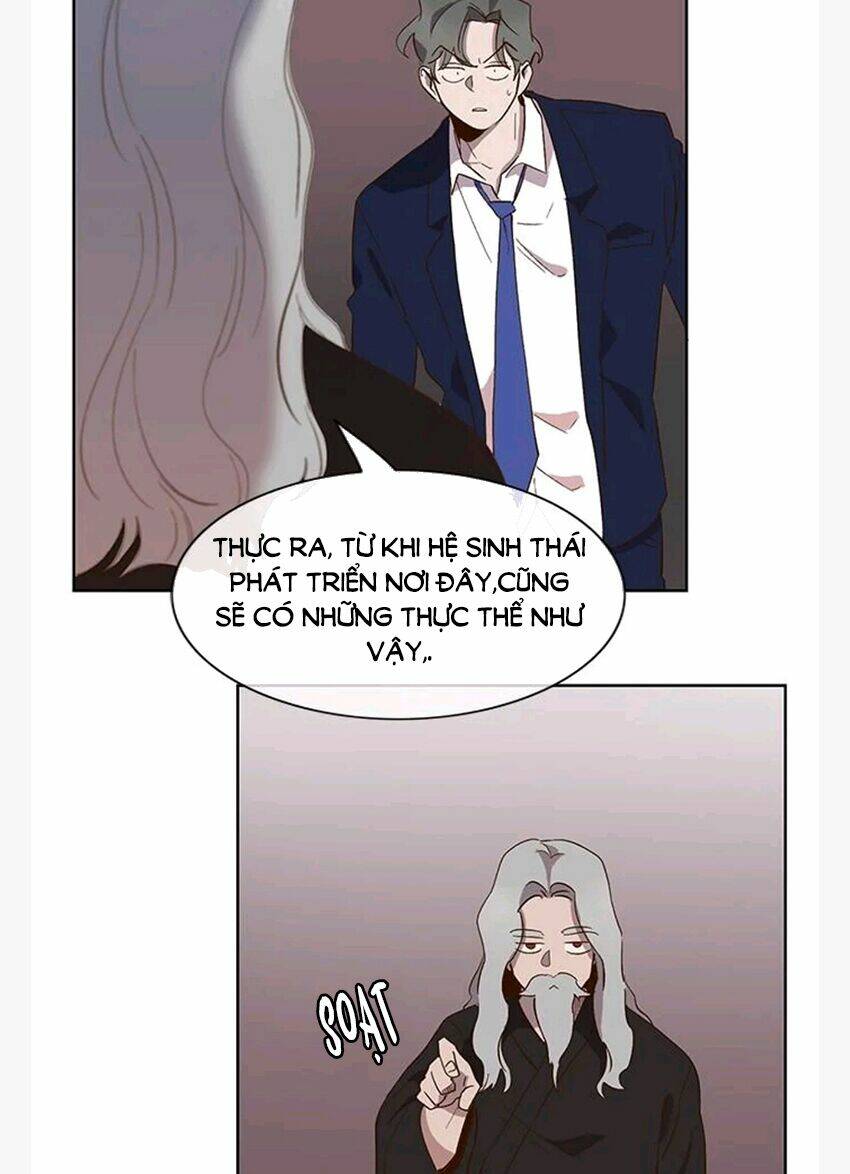 THỰC RA, TỪ KHI HỆ SINH THÁI
PHÁT TRIỂN NƠI ĐÂY,CŨNG
SẼ CÓ NHỮNG THỰC THỂ NHƯ
VẬY,.
SOẠT